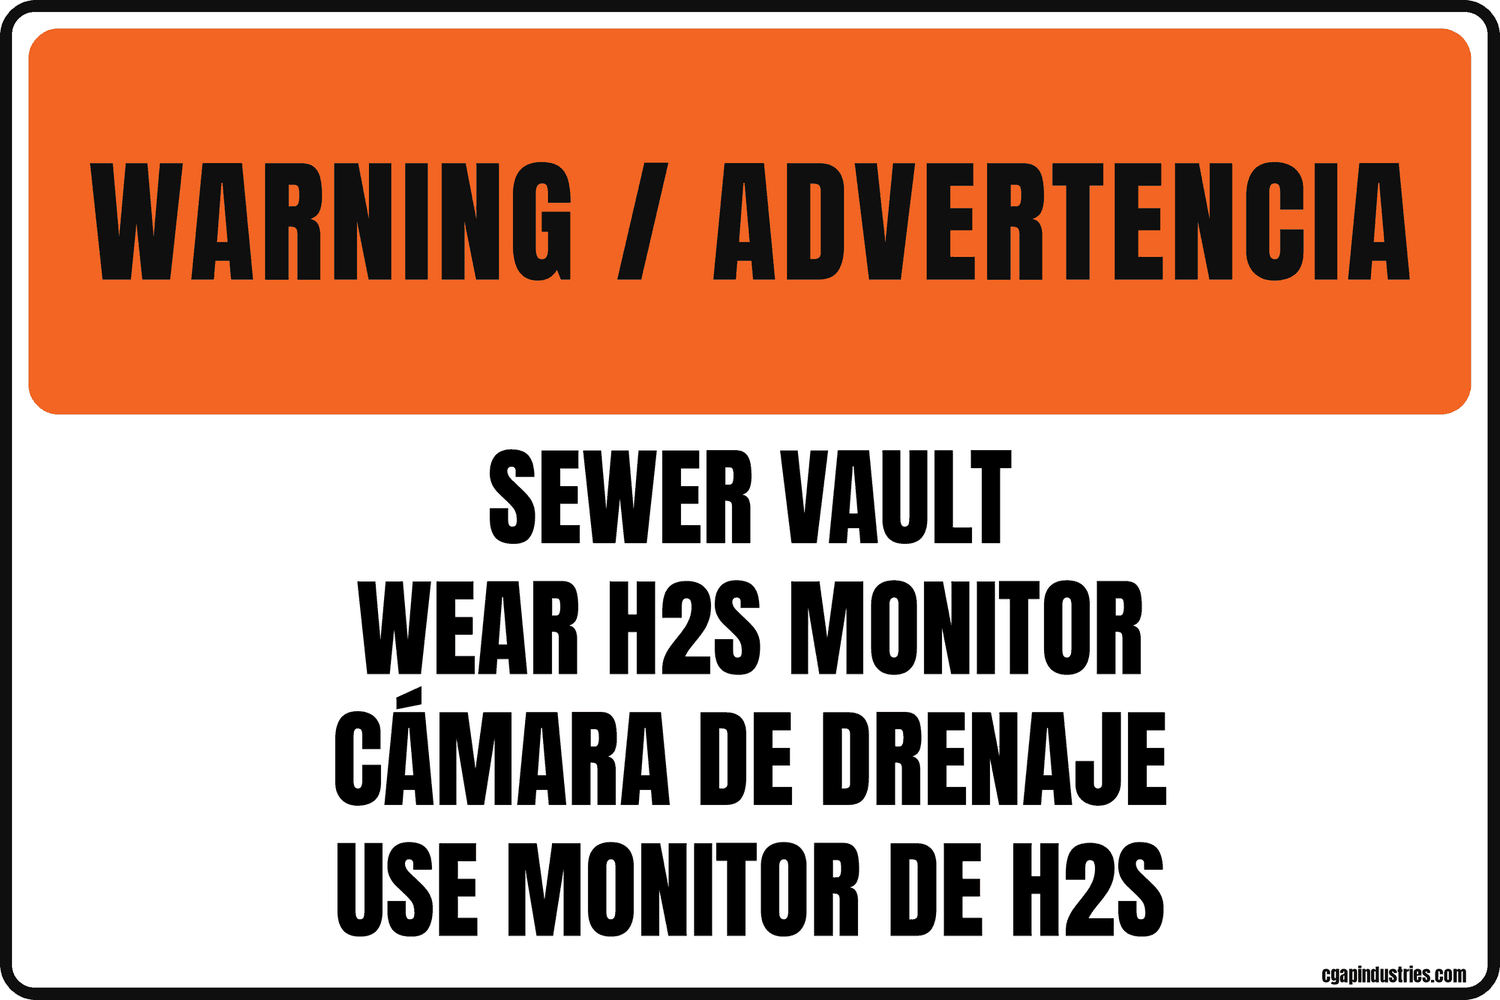 WARNING / ADVERTENCIA
SEWER VAULT
WEAR H2S MONITOR
CÁMARA DE DRENAJE
USE MONITOR DE H2S
cgapindustries.com